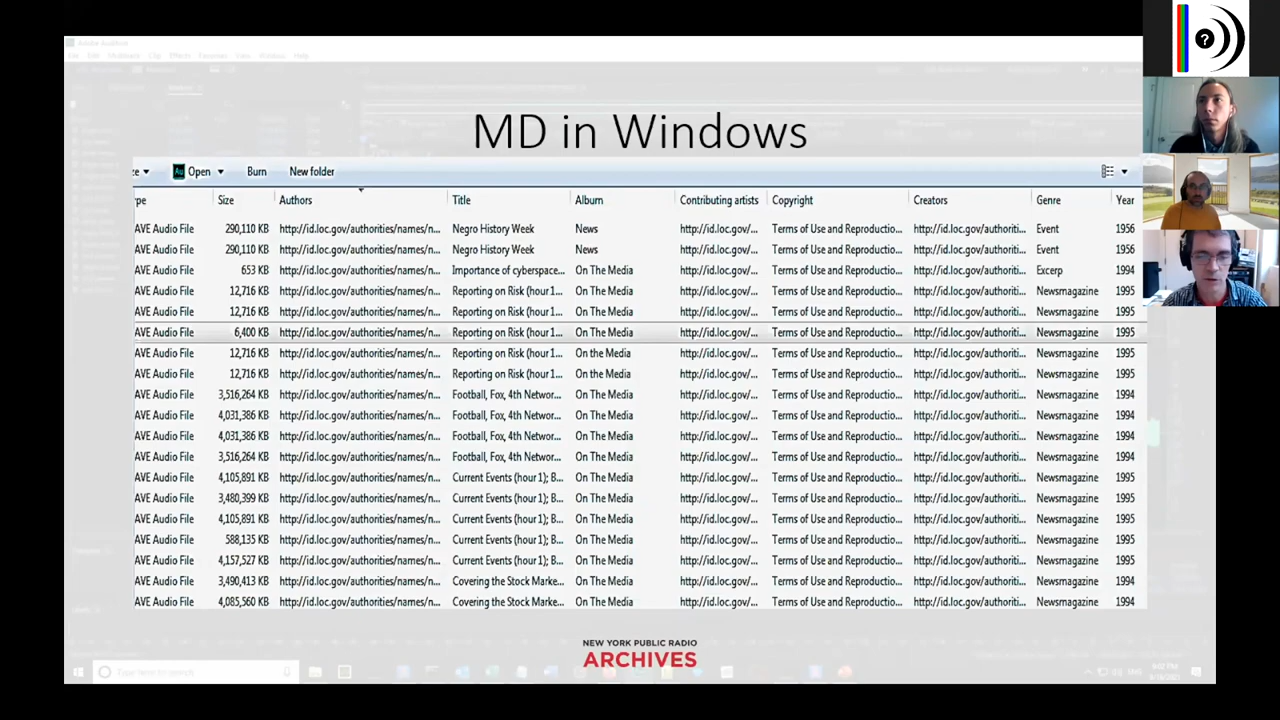 Adobe Audition
File Edit Multitrack Clip Effects Favorites View Window Help
?
MD in Windows
ze Open Burn New folder
pe Size Authors Title Album Contributing artists Copyright Creators Genre Year
AVE Audio File 290,110 KB http://id.loc.gov/authorities/names/n... Negro History Week News http://id.loc.gov/... Terms of Use and Reproductio... http://id.loc.gov/authoriti... Event 1956
AVE Audio File 290,110 KB http://id.loc.gov/authorities/names/n... Negro History Week News http://id.loc.gov/... Terms of Use and Reproductio... http://id.loc.gov/authoriti... Event 1956
AVE Audio File 653 KB http://id.loc.gov/authorities/names/n... Importance of cyberspace... On The Media http://id.loc.gov/... Terms of Use and Reproductio... http://id.loc.gov/authoriti... Excerp 1994
AVE Audio File 12,716 KB http://id.loc.gov/authorities/names/n... Reporting on Risk (hour 1... On The Media http://id.loc.gov/... Terms of Use and Reproductio... http://id.loc.gov/authoriti... Newsmagazine 1995
AVE Audio File 12,716 KB http://id.loc.gov/authorities/names/n... Reporting on Risk (hour 1... On The Media http://id.loc.gov/... Terms of Use and Reproductio... http://id.loc.gov/authoriti... Newsmagazine 1995
AVE Audio File 6,400 KB http://id.loc.gov/authorities/names/n... Reporting on Risk (hour 1... On The Media http://id.loc.gov/... Terms of Use and Reproductio... http://id.loc.gov/authoriti... Newsmagazine 1995
AVE Audio File 12,716 KB http://id.loc.gov/authorities/names/n... Reporting on Risk (hour 1... On the Media http://id.loc.gov/... Terms of Use and Reproductio... http://id.loc.gov/authoriti... Newsmagazine 1995
AVE Audio File 12,716 KB http://id.loc.gov/authorities/names/n... Reporting on Risk (hour 1... On the Media http://id.loc.gov/... Terms of Use and Reproductio... http://id.loc.gov/authoriti... Newsmagazine 1995
AVE Audio File 3,516,264 KB http://id.loc.gov/authorities/names/n... Football, Fox, 4th Networ... On The Media http://id.loc.gov/... Terms of Use and Reproductio... http://id.loc.gov/authoriti... Newsmagazine 1994
AVE Audio File 4,031,386 KB http://id.loc.gov/authorities/names/n... Football, Fox, 4th Networ... On The Media http://id.loc.gov/... Terms of Use and Reproductio... http://id.loc.gov/authoriti... Newsmagazine 1994
AVE Audio File 4,031,386 KB http://id.loc.gov/authorities/names/n... Football, Fox, 4th Networ... On The Media http://id.loc.gov/... Terms of Use and Reproductio... http://id.loc.gov/authoriti... Newsmagazine 1994
AVE Audio File 3,516,264 KB http://id.loc.gov/authorities/names/n... Football, Fox, 4th Networ... On The Media http://id.loc.gov/... Terms of Use and Reproductio... http://id.loc.gov/authoriti... Newsmagazine 1994
AVE Audio File 4,105,891 KB http://id.loc.gov/authorities/names/n... Current Events (hour 1); B... On The Media http://id.loc.gov/... Terms of Use and Reproductio... http://id.loc.gov/authoriti... Newsmagazine 1995
AVE Audio File 3,480,399 KB http://id.loc.gov/authorities/names/n... Current Events (hour 1); B... On The Media http://id.loc.gov/... Terms of Use and Reproductio... http://id.loc.gov/authoriti... Newsmagazine 1995
AVE Audio File 4,105,891 KB http://id.loc.gov/authorities/names/n... Current Events (hour 1); B... On The Media http://id.loc.gov/... Terms of Use and Reproductio... http://id.loc.gov/authoriti... Newsmagazine 1995
AVE Audio File 588,135 KB http://id.loc.gov/authorities/names/n... Current Events (hour 1); B... On The Media http://id.loc.gov/... Terms of Use and Reproductio... http://id.loc.gov/authoriti... Newsmagazine 1995
AVE Audio File 4,157,527 KB http://id.loc.gov/authorities/names/n... Current Events (hour 1); B... On The Media http://id.loc.gov/... Terms of Use and Reproductio... http://id.loc.gov/authoriti... Newsmagazine 1995
AVE Audio File 3,490,413 KB http://id.loc.gov/authorities/names/n... Covering the Stock Marke... On The Media http://id.loc.gov/... Terms of Use and Reproductio... http://id.loc.gov/authoriti... Newsmagazine 1994
AVE Audio File 4,085,560 KB http://id.loc.gov/authorities/names/n... Covering the Stock Marke... On The Media http://id.loc.gov/... Terms of Use and Reproductio... http://id.loc.gov/authoriti... Newsmagazine 1994
NEW YORK PUBLIC RADIO
ARCHIVES
Type here to search